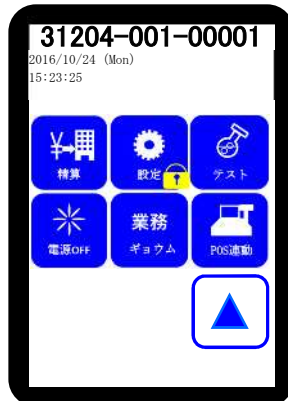 31204-001-00001
2016/10/24 (Mon)
15:23:25
精算 設定 テスト
業務
電源OFF ギョウム POS連動